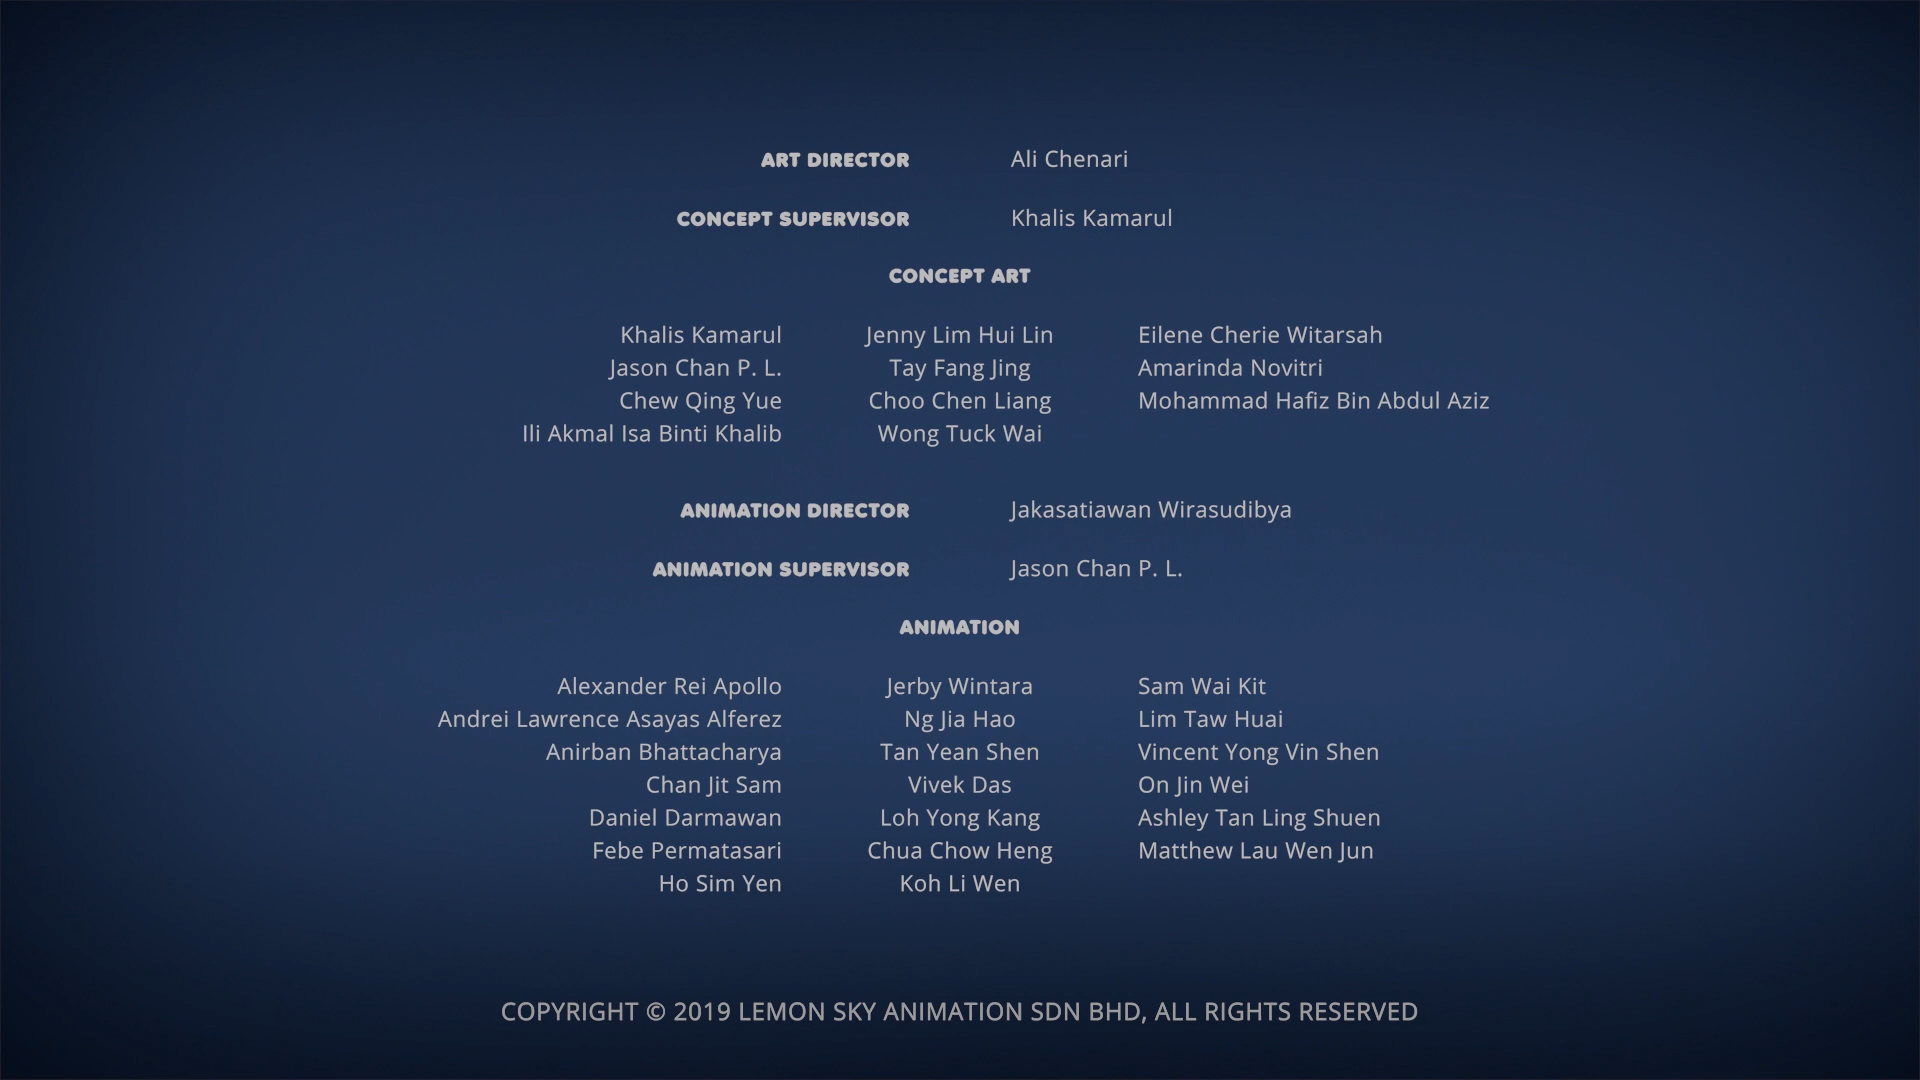 ART DIRECTOR Ali Chenari
CONCEPT SUPERVISOR Khalis Kamarul
CONCEPT ART
Khalis Kamarul Jenny Lim Hui Lin Eilene Cherie Witarsah
Jason Chan P. L. Tay Fang Jing Amarinda Novitri
Chew Qing Yue Choo Chen Liang Mohammad Hafiz Bin Abdul Aziz
Ili Akmal Isa Binti Khalib Wong Tuck Wai
ANIMATION DIRECTOR Jakasatiawan Wirasudibya
ANIMATION SUPERVISOR Jason Chan P. L.
ANIMATION
Alexander Rei Apollo Jerby Wintara Sam Wai Kit
Andrei Lawrence Asayas Alferez Ng Jia Hao Lim Taw Huai
Anirban Bhattacharya Tan Yean Shen Vincent Yong Vin Shen
Chan Jit Sam Vivek Das On Jin Wei
Daniel Darmawan Loh Yong Kang Ashley Tan Ling Shuen
Febe Permatasari Chua Chow Heng Matthew Lau Wen Jun
Ho Sim Yen Koh Li Wen
COPYRIGHT © 2019 LEMON SKY ANIMATION SDN BHD, ALL RIGHTS RESERVED